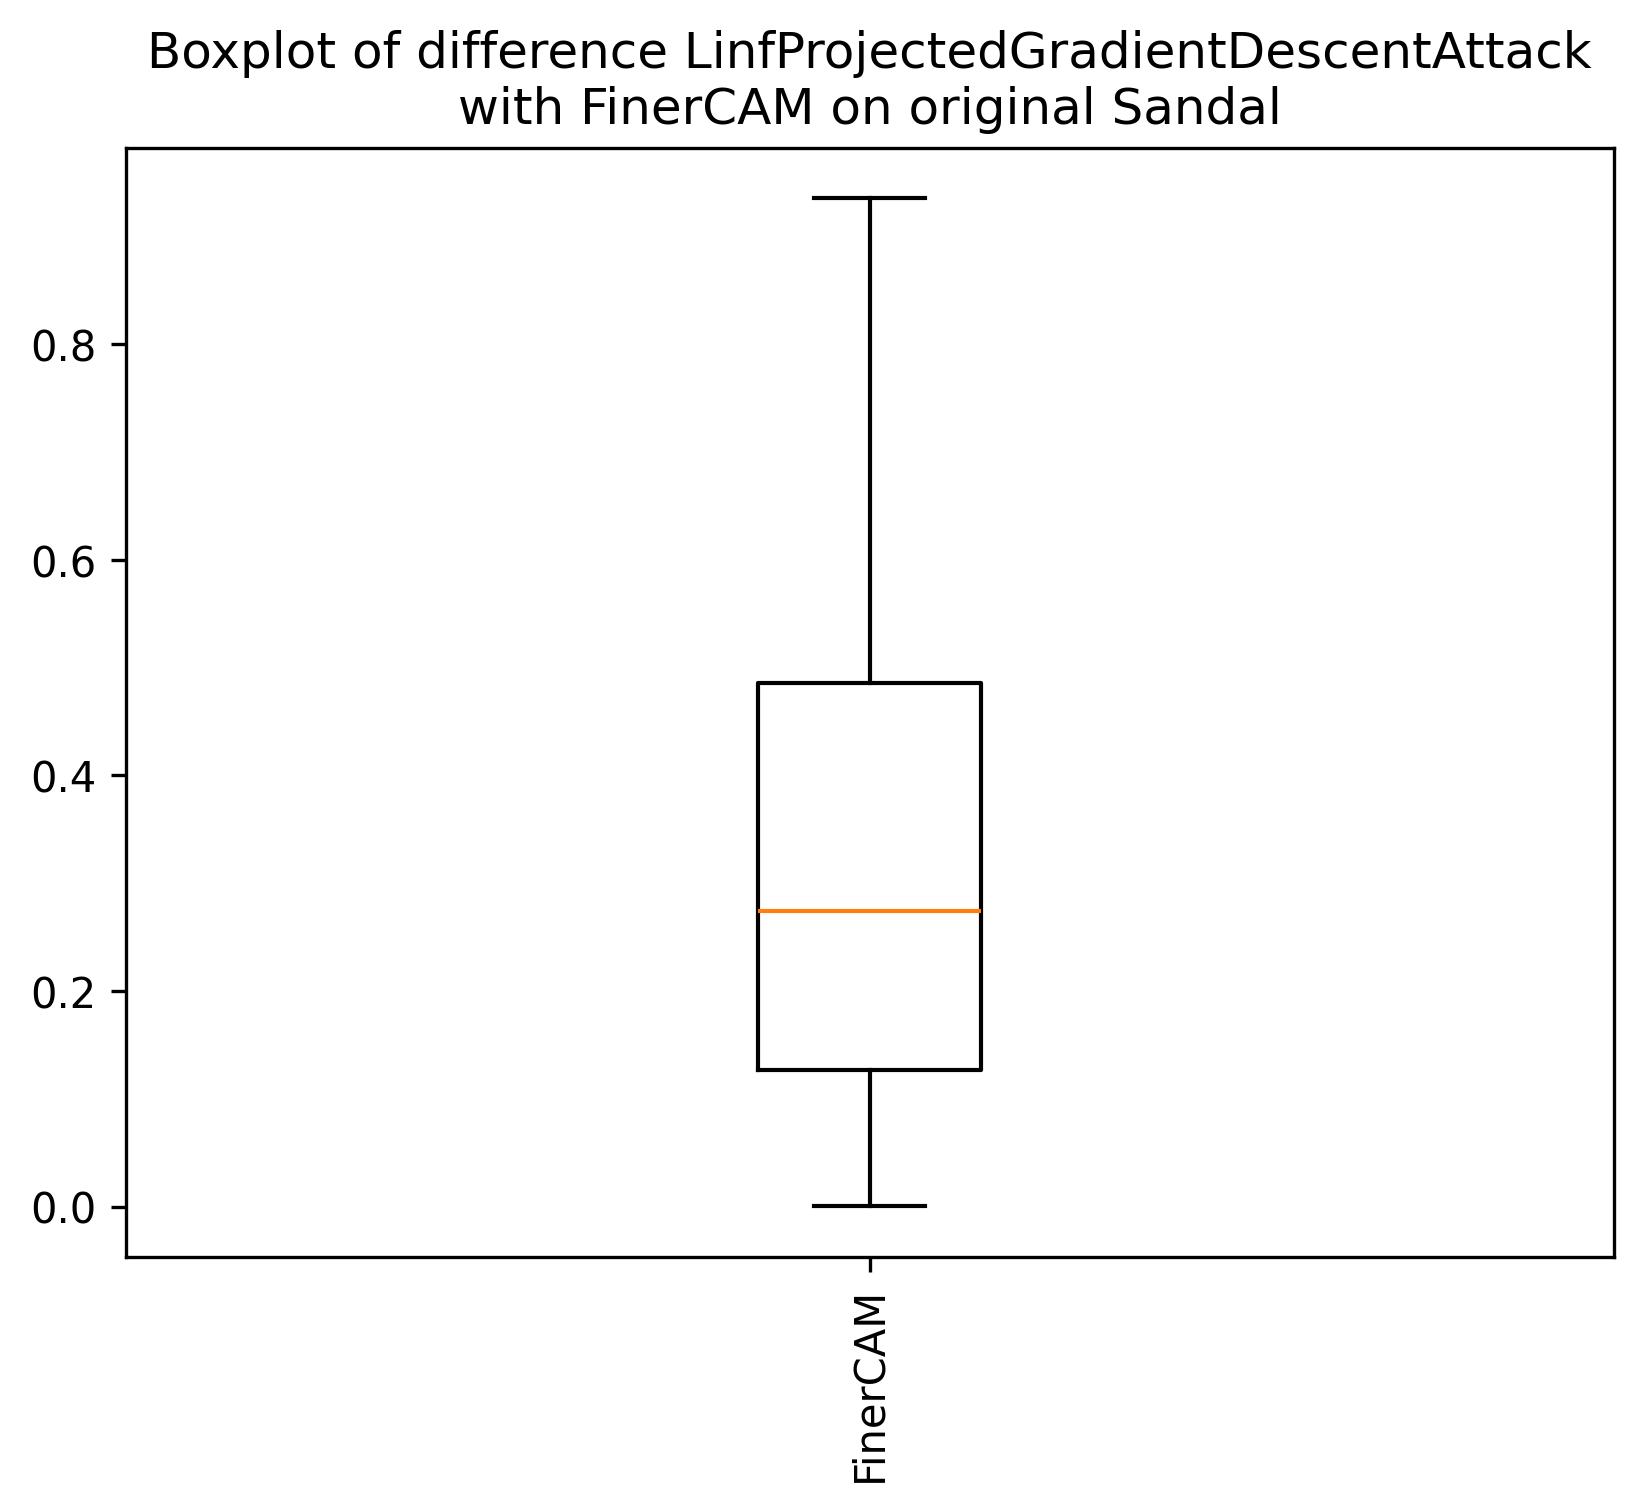 Boxplot of difference LinfProjectedGradientDescentAttack
with FinerCAM on original Sandal
0.8
0.6
0.4
0.2
0.0
FinerCAM